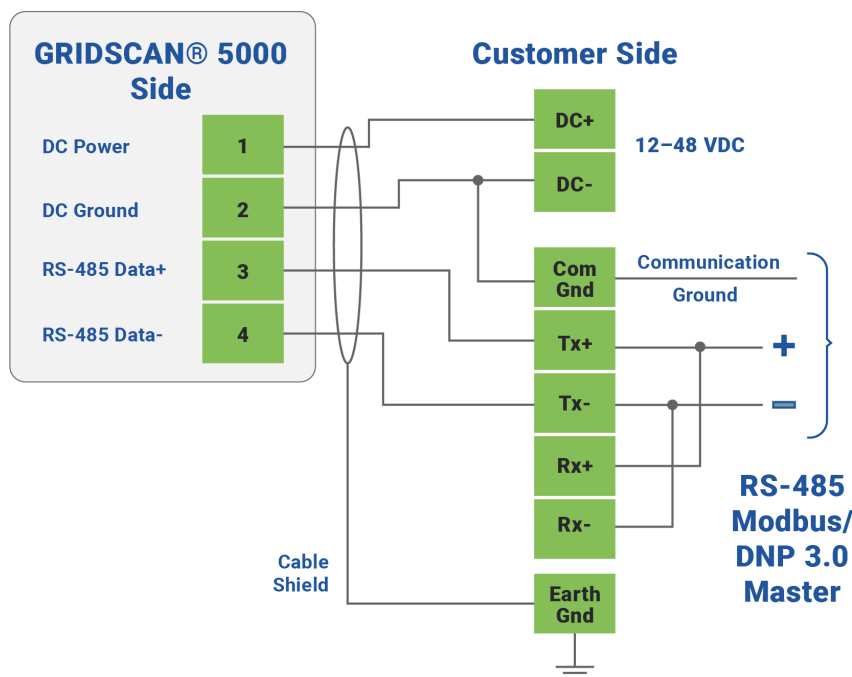 GRIDSCAN® 5000
Side
Customer Side
DC Power
1
DC Ground
2
RS-485 Data+
3
RS-485 Data-
4
DC+
12–48 VDC
DC-
Com
Gnd
Communication
Ground
Tx+
+
Tx-
−
Rx+
Rx-
RS-485
Modbus/
DNP 3.0
Master
Cable
Shield
Earth
Gnd